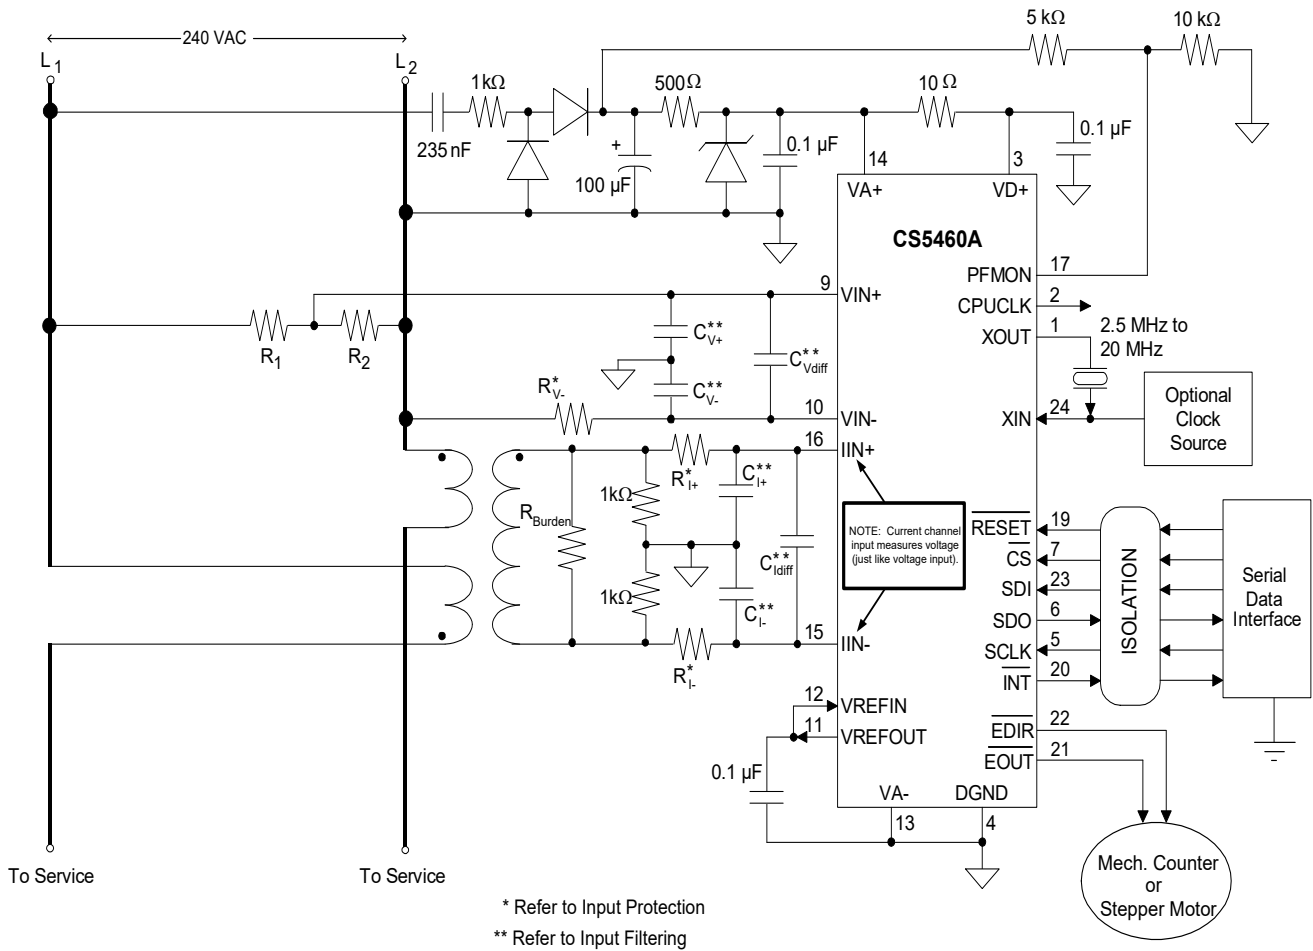 240 VAC
L1
L2
5 kΩ
10 kΩ
1kΩ
500Ω
10 Ω
235 nF
+
100 µF
0.1 µF
0.1 µF
14
3
VA+
VD+
CS5460A
PFMON
17
CPUCLK
2
XOUT
1
2.5 MHz to
20 MHz
XIN
24
Optional
Clock
Source
9
VIN+
R1
R2
CV+**
CVdiff**
CV-**
RV-*
10
VIN-
16
IIN+
RI+*
CI+**
1kΩ
RBurden
CIdiff**
1kΩ
CI-**
RI-*
15
IIN-
NOTE: Current channel
input measures voltage
(just like voltage input).
RESET
19
CS
7
SDI
23
SDO
6
SCLK
5
INT
20
ISOLATION
Serial
Data
Interface
12
VREFIN
11
VREFOUT
0.1 µF
EDIR
22
EOUT
21
VA-
DGND
13
4
Mech. Counter
or
Stepper Motor
To Service
To Service
* Refer to Input Protection
** Refer to Input Filtering